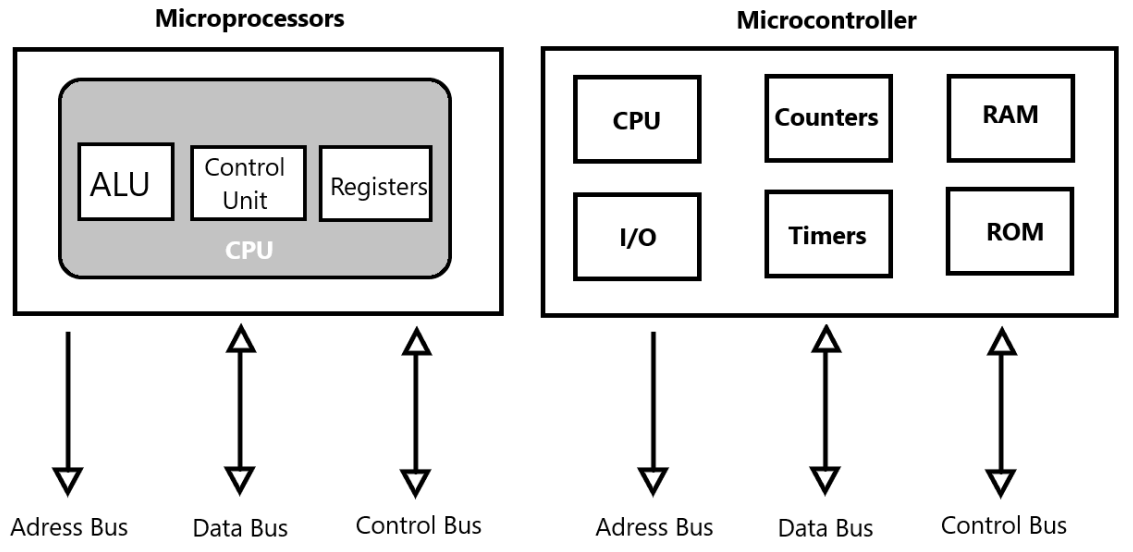 Microprocessors
ALU
Control
Unit
Registers
CPU
Adress Bus
Data Bus
Control Bus
Microcontroller
CPU
Counters
RAM
I/O
Timers
ROM
Adress Bus
Data Bus
Control Bus